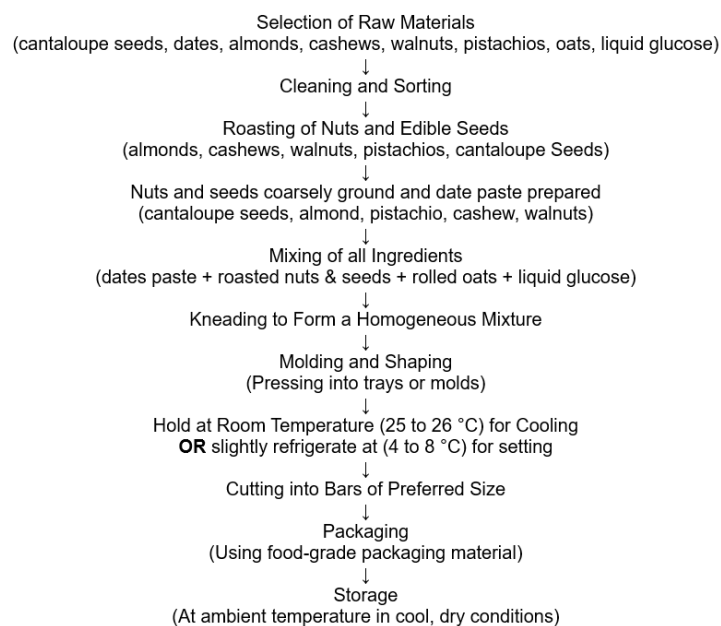 Selection of Raw Materials
(cantaloupe seeds, dates, almonds, cashews, walnuts, pistachios, oats, liquid glucose)
↓
Cleaning and Sorting
↓
Roasting of Nuts and Edible Seeds
(almonds, cashews, walnuts, pistachios, cantaloupe Seeds)
↓
Nuts and seeds coarsely ground and date paste prepared
(cantaloupe seeds, almond, pistachio, cashew, walnuts)
↓
Mixing of all Ingredients
(dates paste + roasted nuts & seeds + rolled oats + liquid glucose)
↓
Kneading to Form a Homogeneous Mixture
↓
Molding and Shaping
(Pressing into trays or molds)
↓
Hold at Room Temperature (25 to 26 °C) for Cooling
OR slightly refrigerate at (4 to 8 °C) for setting
↓
Cutting into Bars of Preferred Size
↓
Packaging
(Using food-grade packaging material)
↓
Storage
(At ambient temperature in cool, dry conditions)